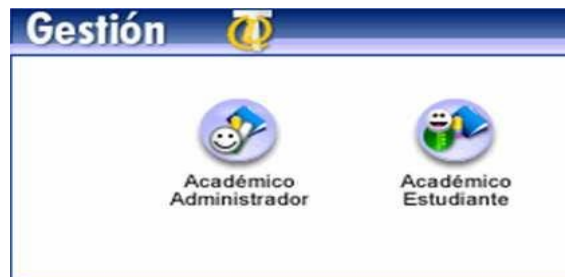 Gestión
Académico
Administrador
Académico
Estudiante